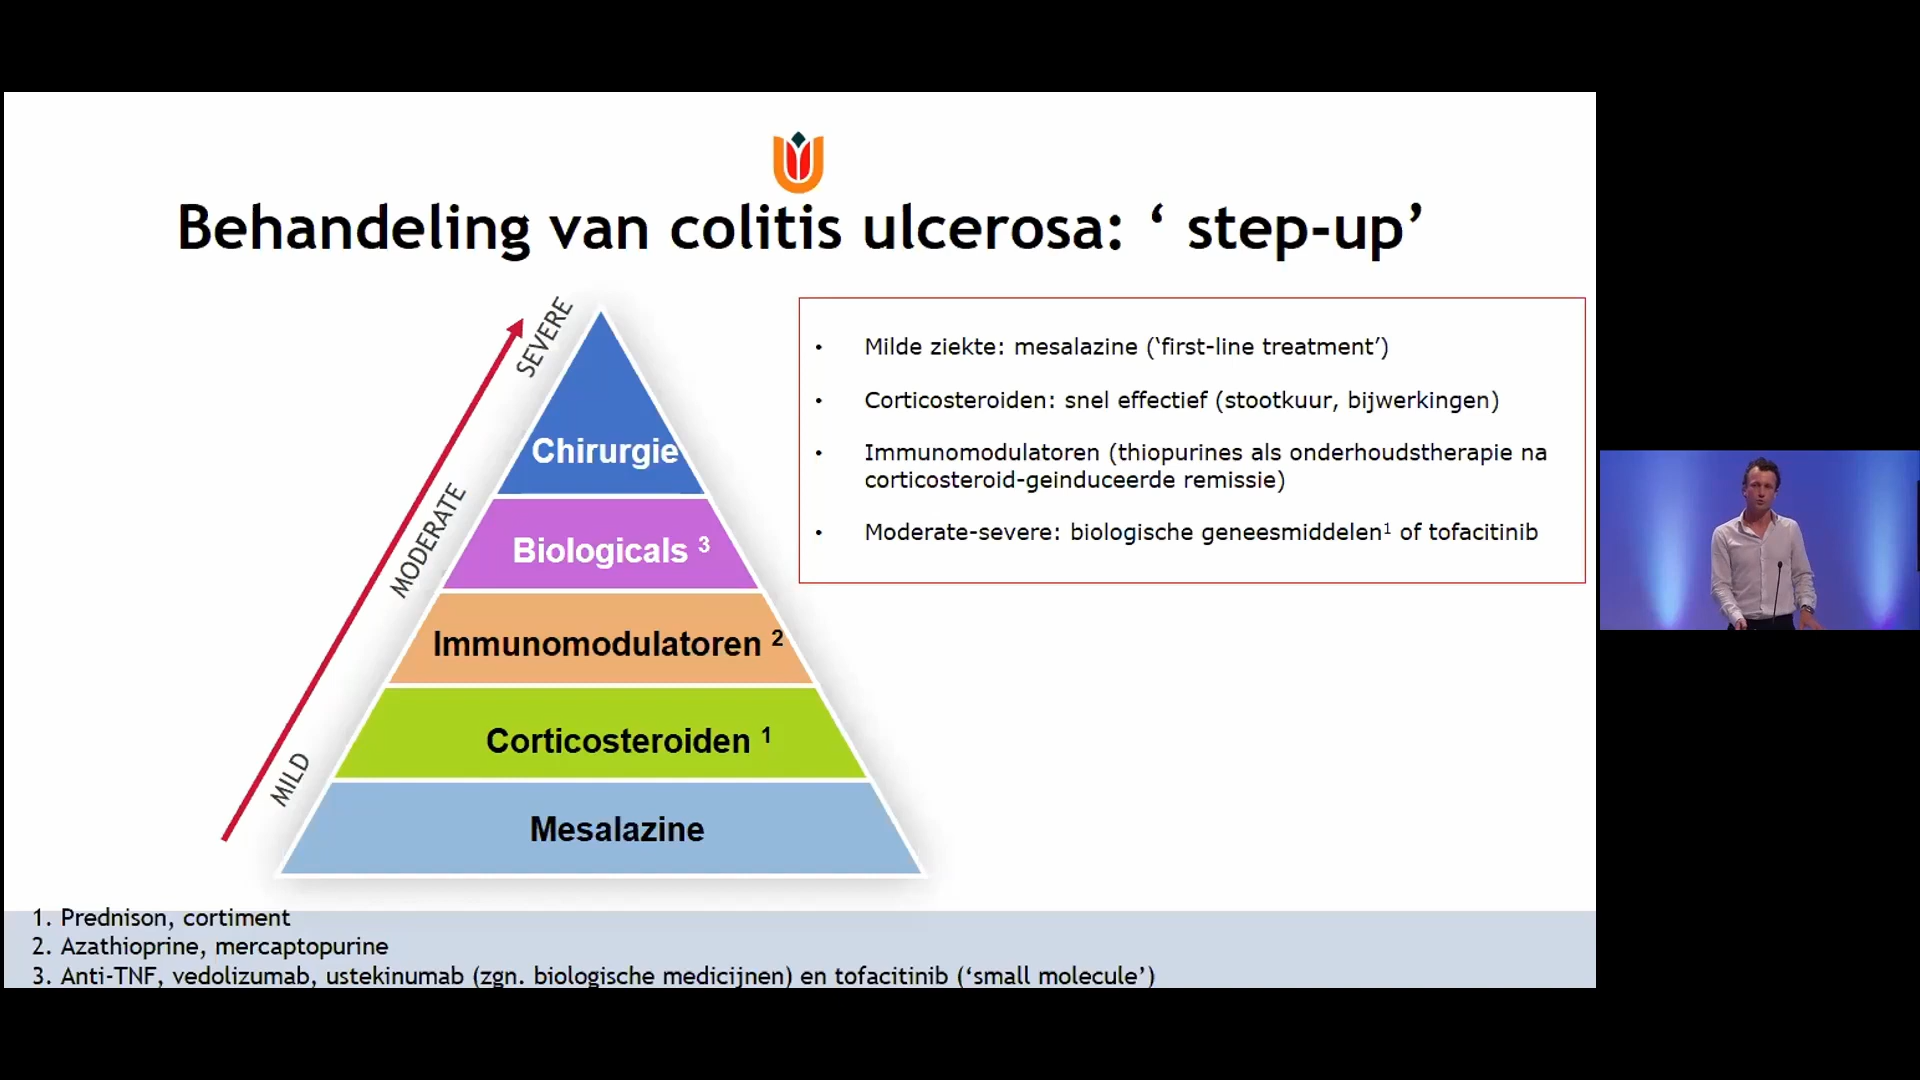 Behandeling van colitis ulcerosa: ‘ step-up’
SEVERE
MODERATE
MILD
Chirurgie
Biologicals ³
Immunomodulatoren ²
Corticosteroiden ¹
Mesalazine
• Milde ziekte: mesalazine (‘first-line treatment’)
• Corticosteroiden: snel effectief (stootkuur, bijwerkingen)
• Immunomodulatoren (thiopurines als onderhoudstherapie na
corticosteroid-geinduceerde remissie)
• Moderate-severe: biologische geneesmiddelen¹ of tofacitinib
1. Prednison, cortiment
2. Azathioprine, mercaptopurine
3. Anti-TNF, vedolizumab, ustekinumab (zgn. biologische medicijnen) en tofacitinib (‘small molecule’)